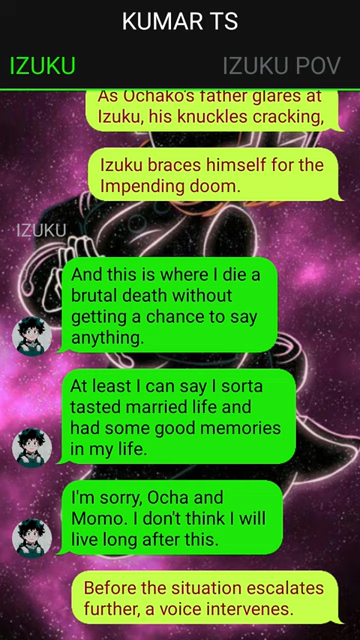 KUMAR TS
IZUKU
IZUKU POV
As Ochako's father glares at
Izuku, his knuckles cracking,
Izuku braces himself for the
Impending doom.
IZUKU
And this is where I die a
brutal death without
getting a chance to say
anything.
At least I can say I sorta
tasted married life and
had some good memories
in my life.
I'm sorry, Ocha and
Momo. I don't think I will
live long after this.
Before the situation escalates
further, a voice intervenes.